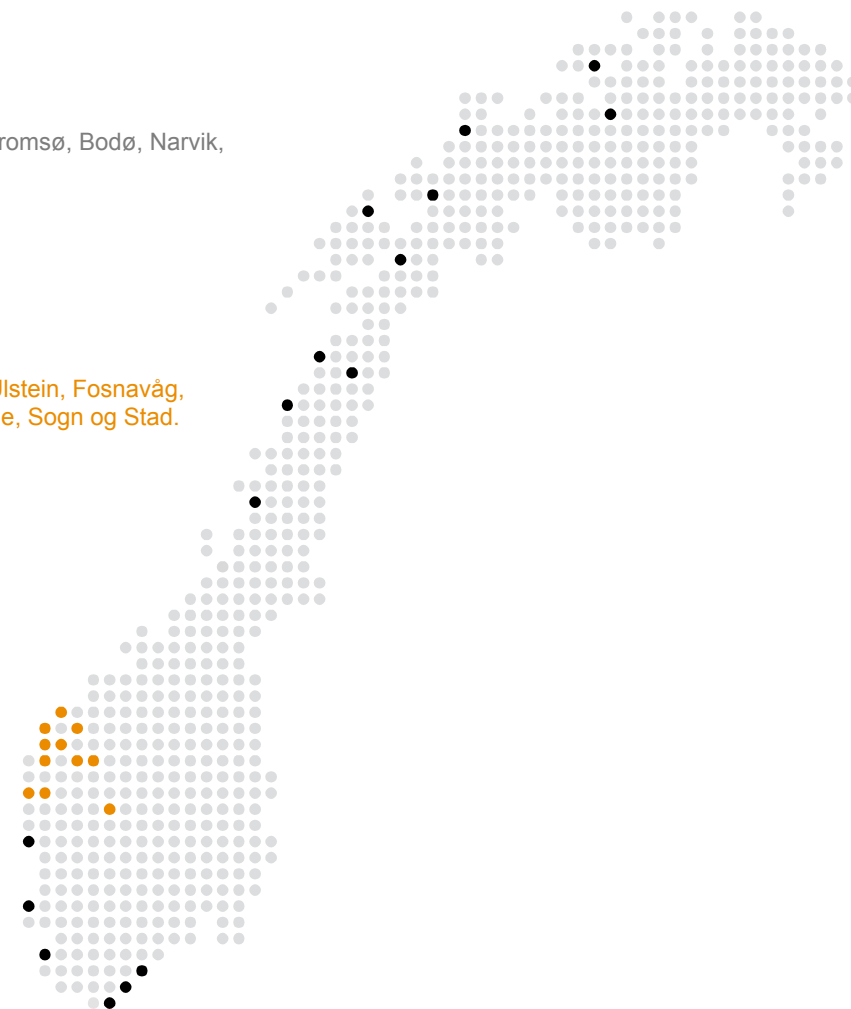 romsø, Bodø, Narvik,
lstein, Fosnavåg,
e, Sogn og Stad.